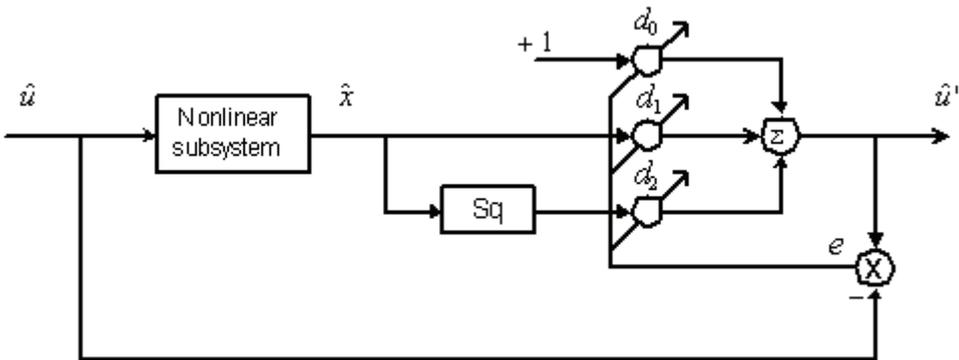 d₀
+ 1
û
x̂
d₁
û'
Nonlinear
subsystem
Σ
d₂
Sq
e
X
−